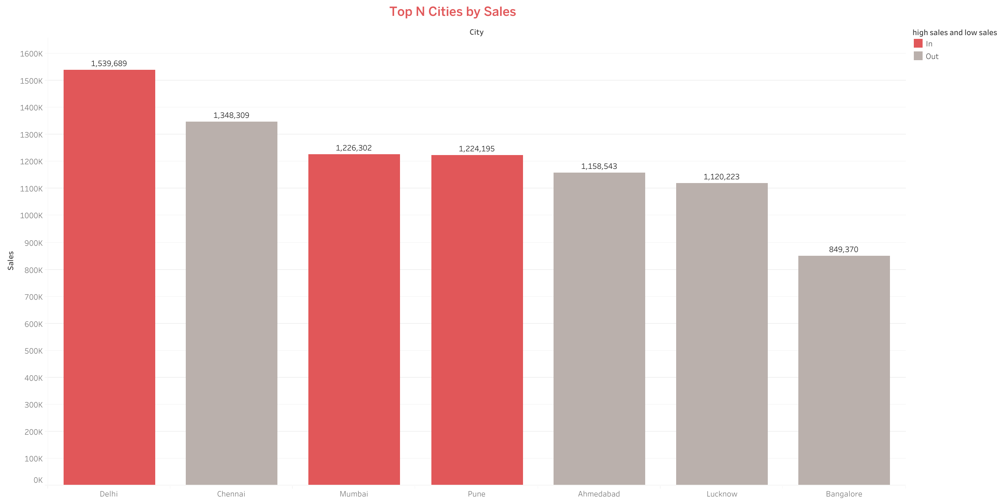 Top N Cities by Sales
City
high sales and low sales
In
Out
Sales
1600K
1500K
1400K
1300K
1200K
1100K
1000K
900K
800K
700K
600K
500K
400K
300K
200K
100K
0K
1,539,689
1,348,309
1,226,302
1,224,195
1,158,543
1,120,223
849,370
Delhi
Chennai
Mumbai
Pune
Ahmedabad
Lucknow
Bangalore